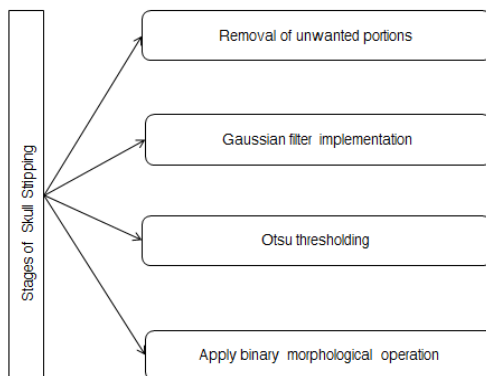 Stages of Skull Stripping
Removal of unwanted portions
Gaussian filter implementation
Otsu thresholding
Apply binary morphological operation